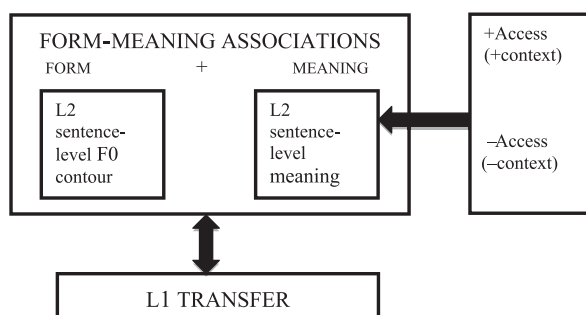 FORM-MEANING ASSOCIATIONS
FORM + MEANING
L2
sentence-
level F0
contour
L2
sentence-
level
meaning
+Access
(+context)
–Access
(–context)
L1 TRANSFER